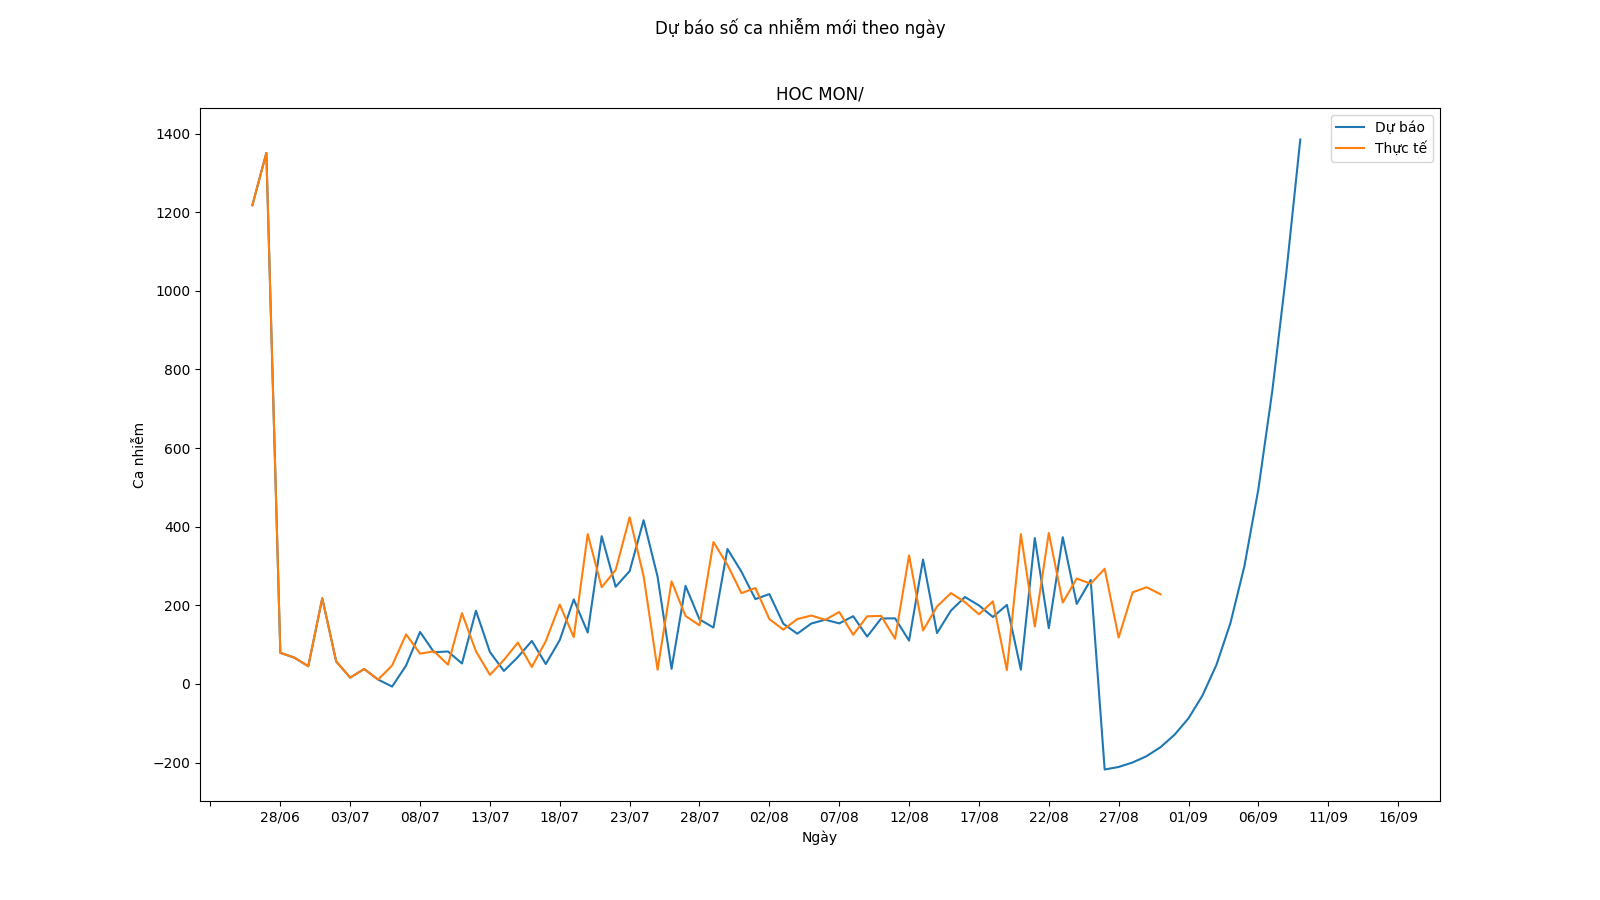 Dự báo số ca nhiễm mới theo ngày
HOC MON/
Dự báo
Thực tế
1400
1200
1000
800
600
400
200
0
−200
Ca nhiễm
28/06 03/07 08/07 13/07 18/07 23/07 28/07 02/08 07/08 12/08 17/08 22/08 27/08 01/09 06/09 11/09 16/09
Ngày